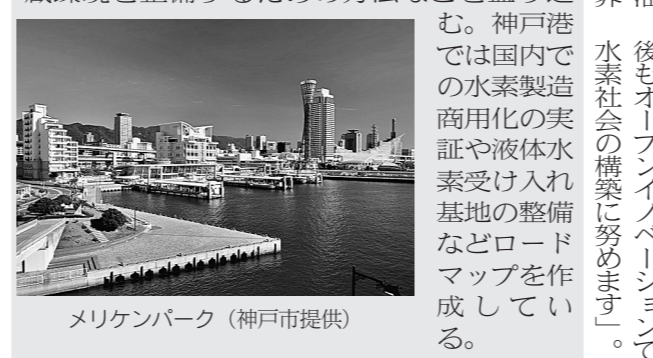 む。神戸港
では国内で
の水素製造
商用化の実
証や液体水
素受け入れ
基地の整備
などロード
マップを作
成してい
る。
メリケンパーク（神戸市提供）
後もオープンイノベーションで
水素社会の構築に努めます」。